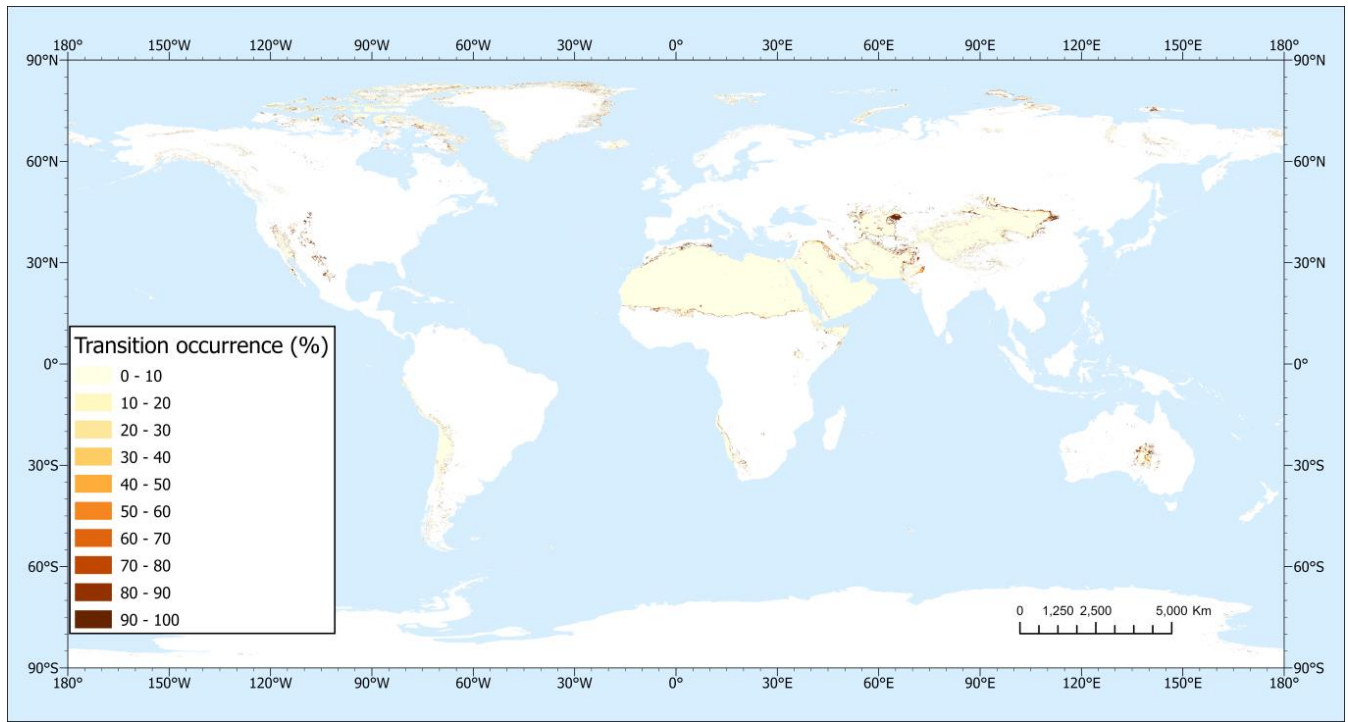 180° 150°W 120°W 90°W 60°W 30°W 0° 30°E 60°E 90°E 120°E 150°E 180°
90°N 90°N
60°N 60°N
30°N 30°N
Transition occurrence (%)
0° 0°
0 - 10
10 - 20
20 - 30
30 - 40
30°S 30°S
40 - 50
50 - 60
60 - 70
60°S 60°S
70 - 80
80 - 90
0 1,250 2,500 5,000 Km
90 - 100
90°S 90°S
180° 150°W 120°W 90°W 60°W 30°W 0° 30°E 60°E 90°E 120°E 150°E 180°